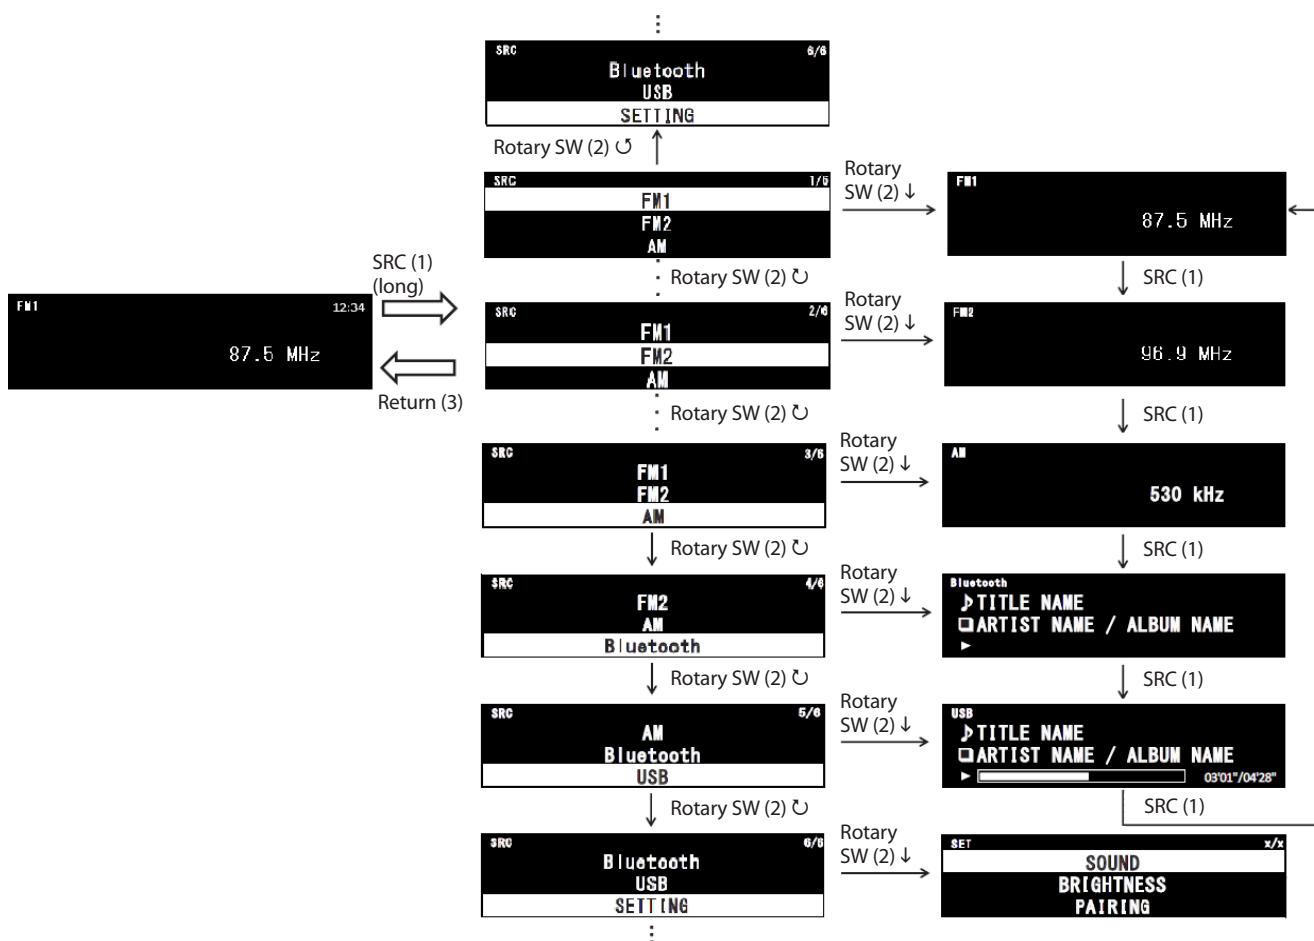 SRC 6/6
Bluetooth
USB
SETTING
Rotary SW (2) ↺
SRC 1/6
FM1
FM2
AM
Rotary
SW (2) ↓
FM1
87.5 MHz
Rotary SW (2) ↻
SRC (1)
SRC (1)
(long)
FM1 12:34
87.5 MHz
Return (3)
SRC 2/6
FM1
FM2
AM
Rotary
SW (2) ↓
FM2
96.9 MHz
Rotary SW (2) ↻
SRC (1)
SRC 3/6
FM1
FM2
AM
Rotary
SW (2) ↓
AM
530 kHz
Rotary SW (2) ↻
SRC (1)
SRC 4/6
FM2
AM
Bluetooth
Rotary
SW (2) ↓
Bluetooth
TITLE NAME
ARTIST NAME / ALBUM NAME
Rotary SW (2) ↻
SRC (1)
SRC 5/6
AM
Bluetooth
USB
Rotary
SW (2) ↓
USB
TITLE NAME
ARTIST NAME / ALBUM NAME
03'01"/04'28"
Rotary SW (2) ↻
SRC (1)
SRC 6/6
Bluetooth
USB
SETTING
Rotary
SW (2) ↓
SET x/x
SOUND
BRIGHTNESS
PAIRING